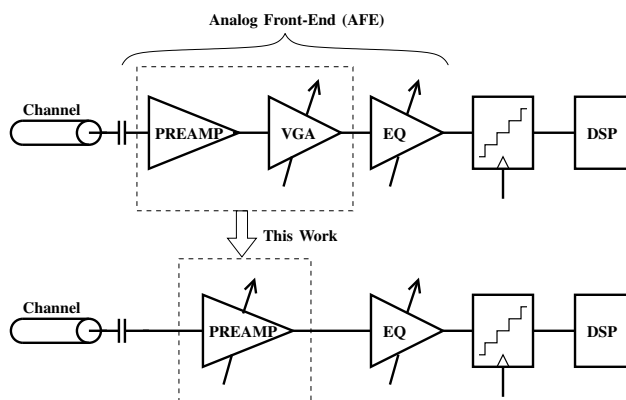 Analog Front-End (AFE)
Channel
PREAMP
VGA
EQ
DSP
This Work
Channel
PREAMP
EQ
DSP